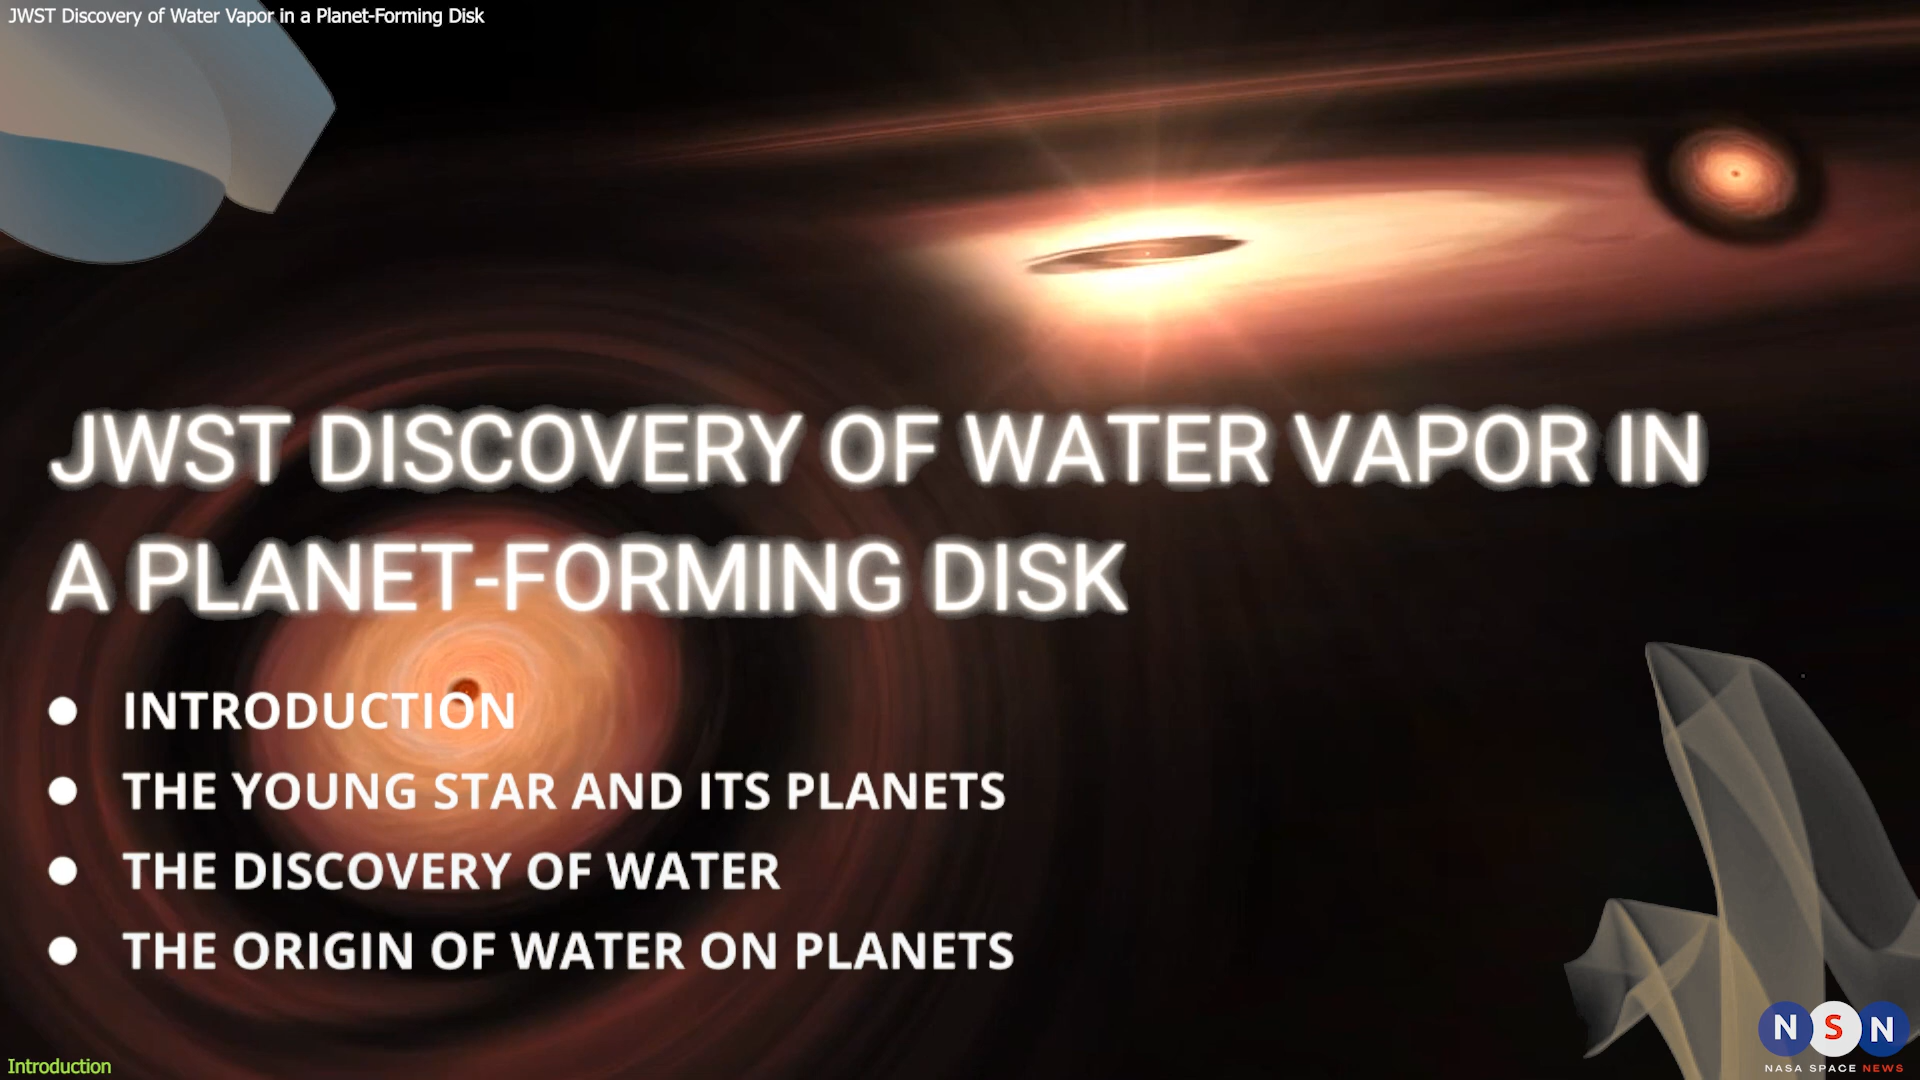 JWST Discovery of Water Vapor in a Planet-Forming Disk
JWST DISCOVERY OF WATER VAPOR IN
A PLANET-FORMING DISK
● INTRODUCTION
● THE YOUNG STAR AND ITS PLANETS
● THE DISCOVERY OF WATER
● THE ORIGIN OF WATER ON PLANETS
Introduction
NSN
NASA SPACE NEWS